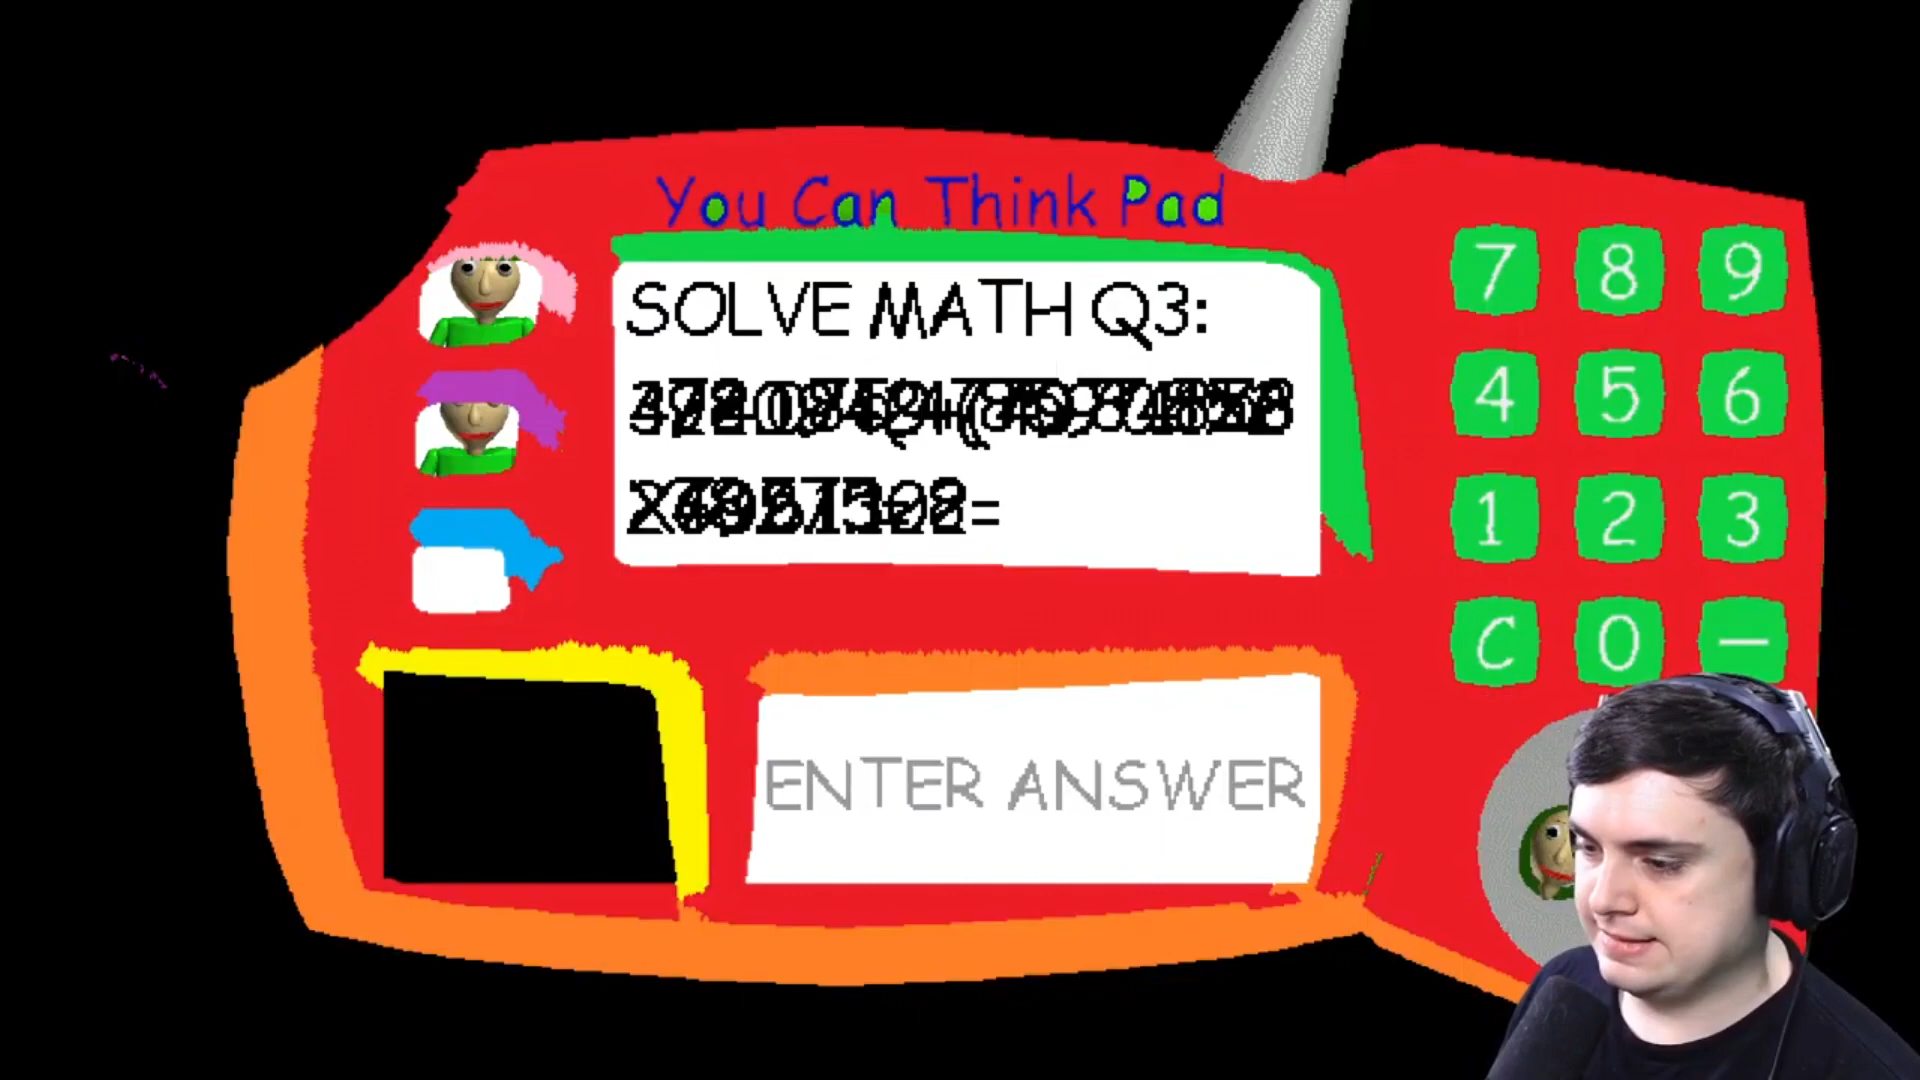 You Can Think Pad
SOLVE MATH Q3:
7 8 9
4 5 6
1 2 3
C 0 —
ENTER ANSWER